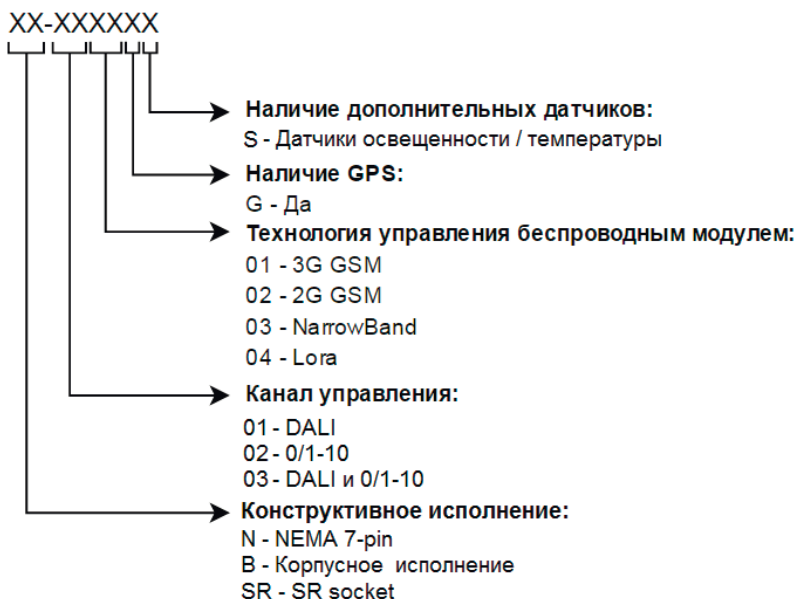 XX-XXXXXX
Наличие дополнительных датчиков:
S - Датчики освещенности / температуры
Наличие GPS:
G - Да
Технология управления беспроводным модулем:
01 - 3G GSM
02 - 2G GSM
03 - NarrowBand
04 - Lora
Канал управления:
01 - DALI
02 - 0/1-10
03 - DALI и 0/1-10
Конструктивное исполнение:
N - NEMA 7-pin
B - Корпусное исполнение
SR - SR socket